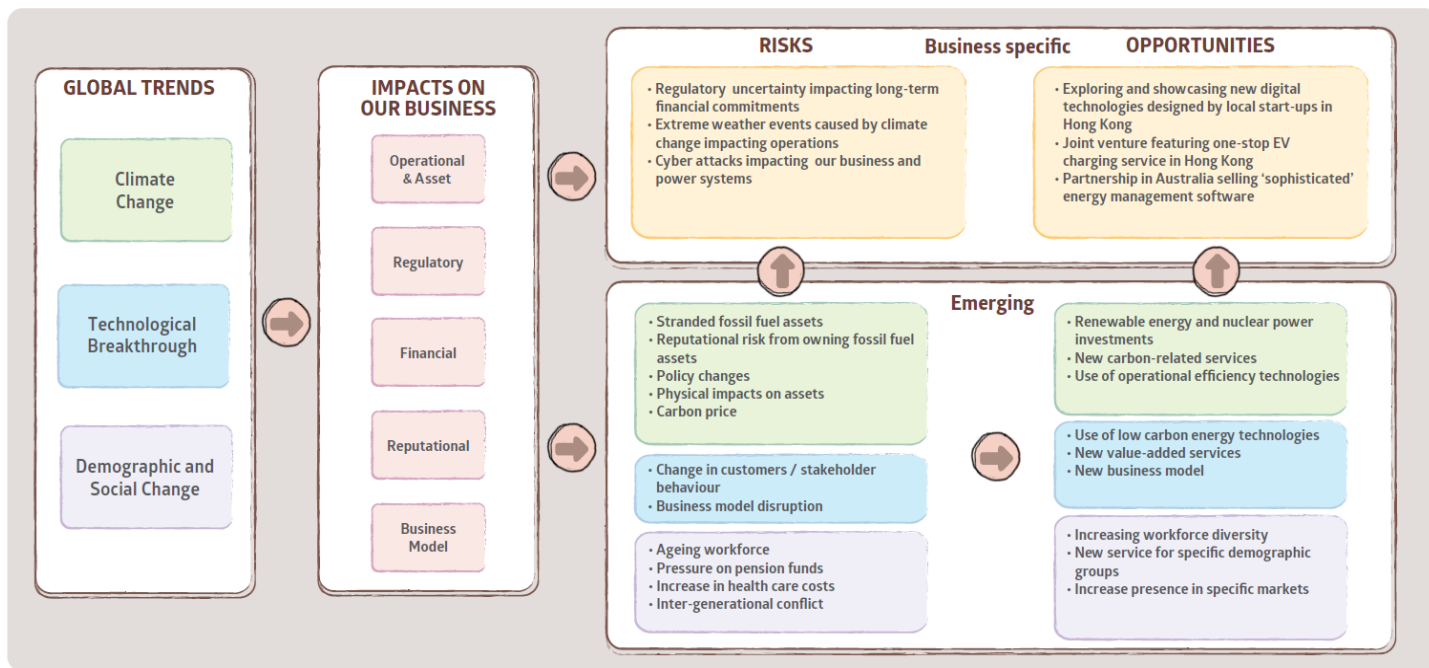 GLOBAL TRENDS
Climate
Change
Technological
Breakthrough
Demographic and
Social Change
IMPACTS ON
OUR BUSINESS
Operational
& Asset
Regulatory
Financial
Reputational
Business
Model
RISKS
Business specific
OPPORTUNITIES
• Regulatory uncertainty impacting long-term
financial commitments
• Extreme weather events caused by climate
change impacting operations
• Cyber attacks impacting our business and
power systems
• Exploring and showcasing new digital
technologies designed by local start-ups in
Hong Kong
• Joint venture featuring one-stop EV
charging service in Hong Kong
• Partnership in Australia selling ‘sophisticated’
energy management software
Emerging
• Stranded fossil fuel assets
• Reputational risk from owning fossil fuel
assets
• Policy changes
• Physical impacts on assets
• Carbon price
• Renewable energy and nuclear power
investments
• New carbon-related services
• Use of operational efficiency technologies
• Change in customers / stakeholder
behaviour
• Business model disruption
• Use of low carbon energy technologies
• New value-added services
• New business model
• Ageing workforce
• Pressure on pension funds
• Increase in health care costs
• Inter-generational conflict
• Increasing workforce diversity
• New service for specific demographic
groups
• Increase presence in specific markets